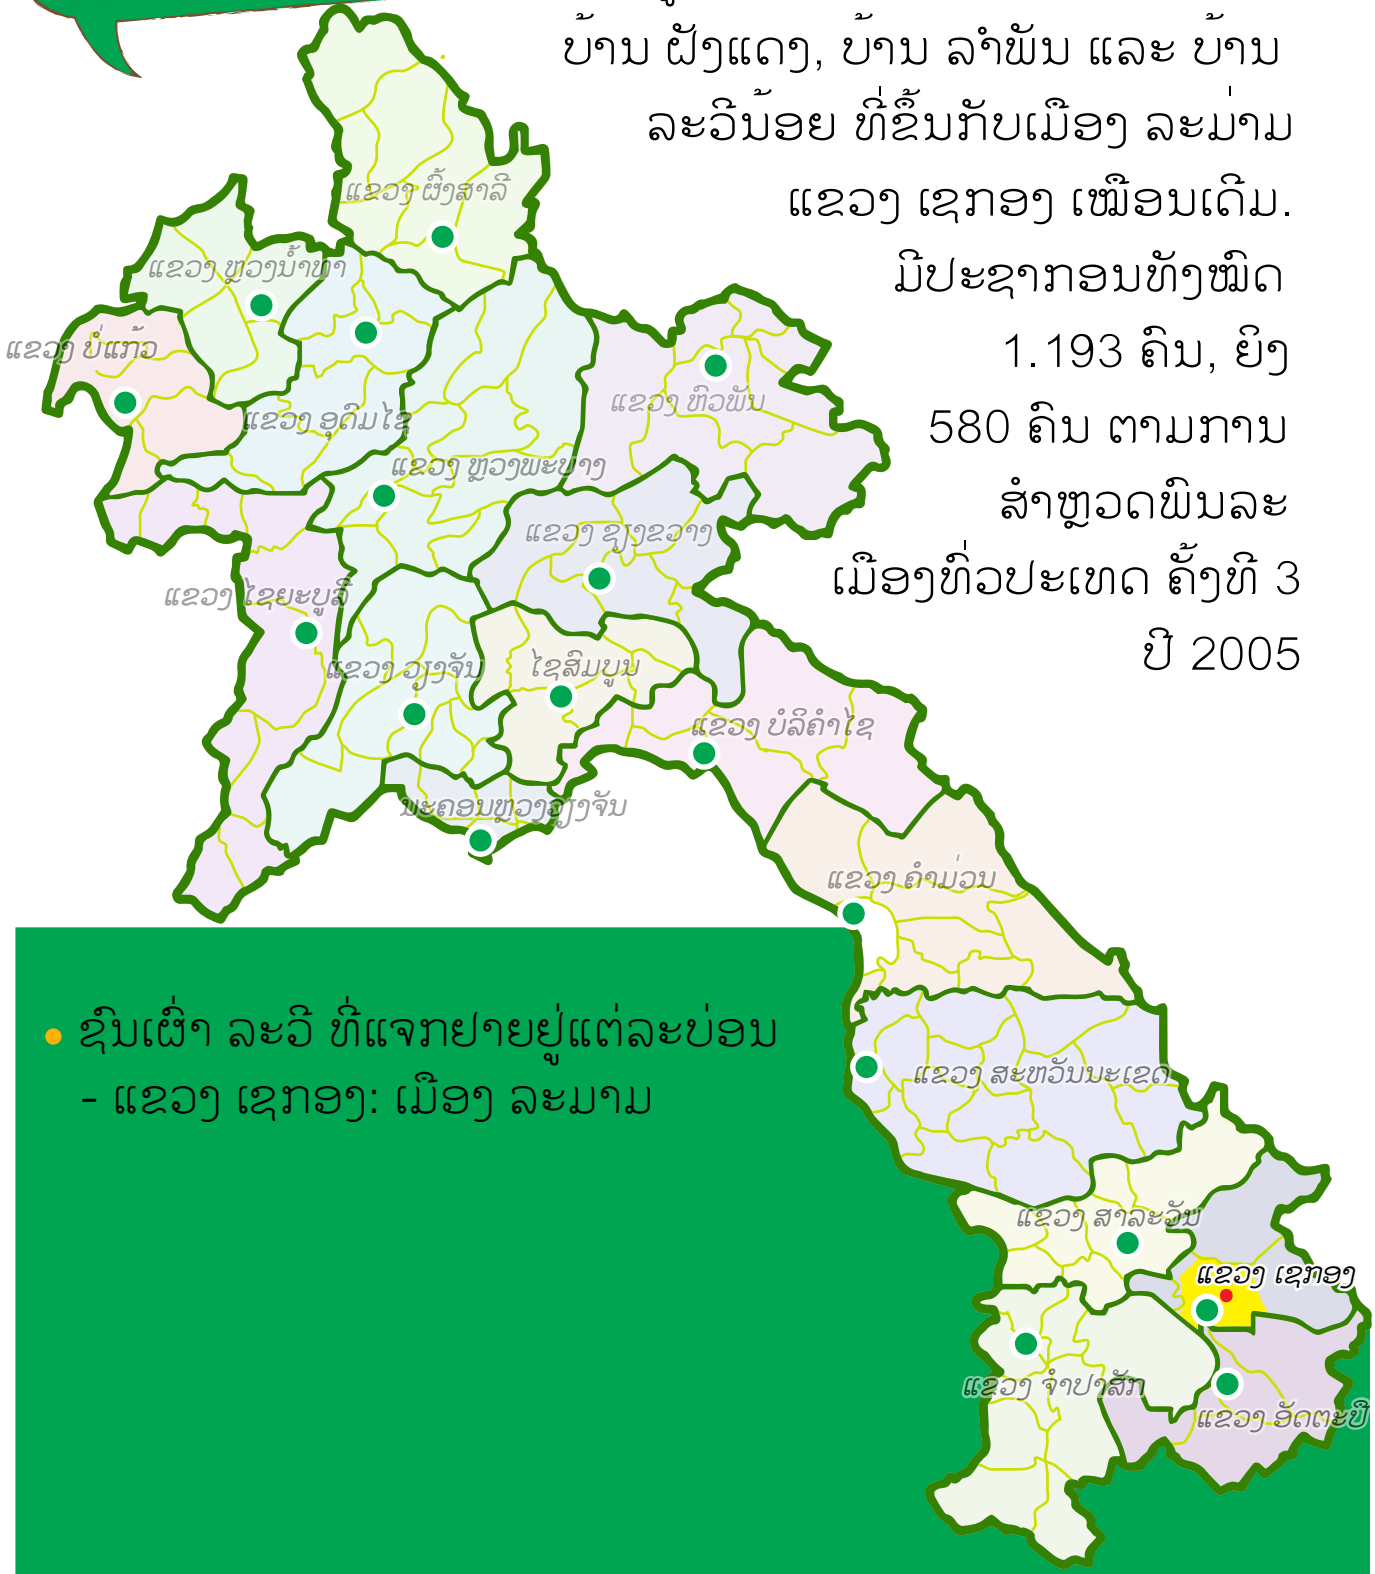 ບ້ານ ຝັງແດງ, ບ້ານ ລຳພັນ ແລະ ບ້ານ
ລະວີນ້ອຍ ທີ່ຂຶ້ນກັບເມືອງ ລະມ່າມ
ແຂວງ ເຊກອງ ເໝືອນເດີມ.
ມີປະຊາກອນທັງໝົດ
1.193 ຄົນ, ຍິງ
580 ຄົນ ຕາມການ
ສຳຫຼວດພົນລະ
ເມືອງທົ່ວປະເທດ ຄັ້ງທີ 3
ປີ 2005
ແຂວງ ຜົ້ງສາລີ
ແຂວງ ຫຼວງນ້ຳທາ
ແຂວງ ບໍ່ແກ້ວ
ແຂວງ ຫົວພັນ
ແຂວງ ອຸດົມໄຊ
ແຂວງ ຫຼວງພະບາງ
ແຂວງ ຊຽງຂວາງ
ແຂວງ ໄຊຍະບູລີ
ແຂວງ ວຽງຈັນ
ໄຊສົມບູນ
ແຂວງ ບໍລິຄຳໄຊ
ນະຄອນຫຼວງວຽງຈັນ
ແຂວງ ຄຳມ່ວນ
• ຊົນເຜົ່າ ລະວີ ທີ່ແຈກຢາຍຢູ່ແຕ່ລະບ່ອນ
- ແຂວງ ເຊກອງ: ເມືອງ ລະມາມ
ແຂວງ ສະຫວັນນະເຂດ
ແຂວງ ສາລະວັນ
ແຂວງ ເຊກອງ
ແຂວງ ຈຳປາສັກ
ແຂວງ ອັດຕະປື